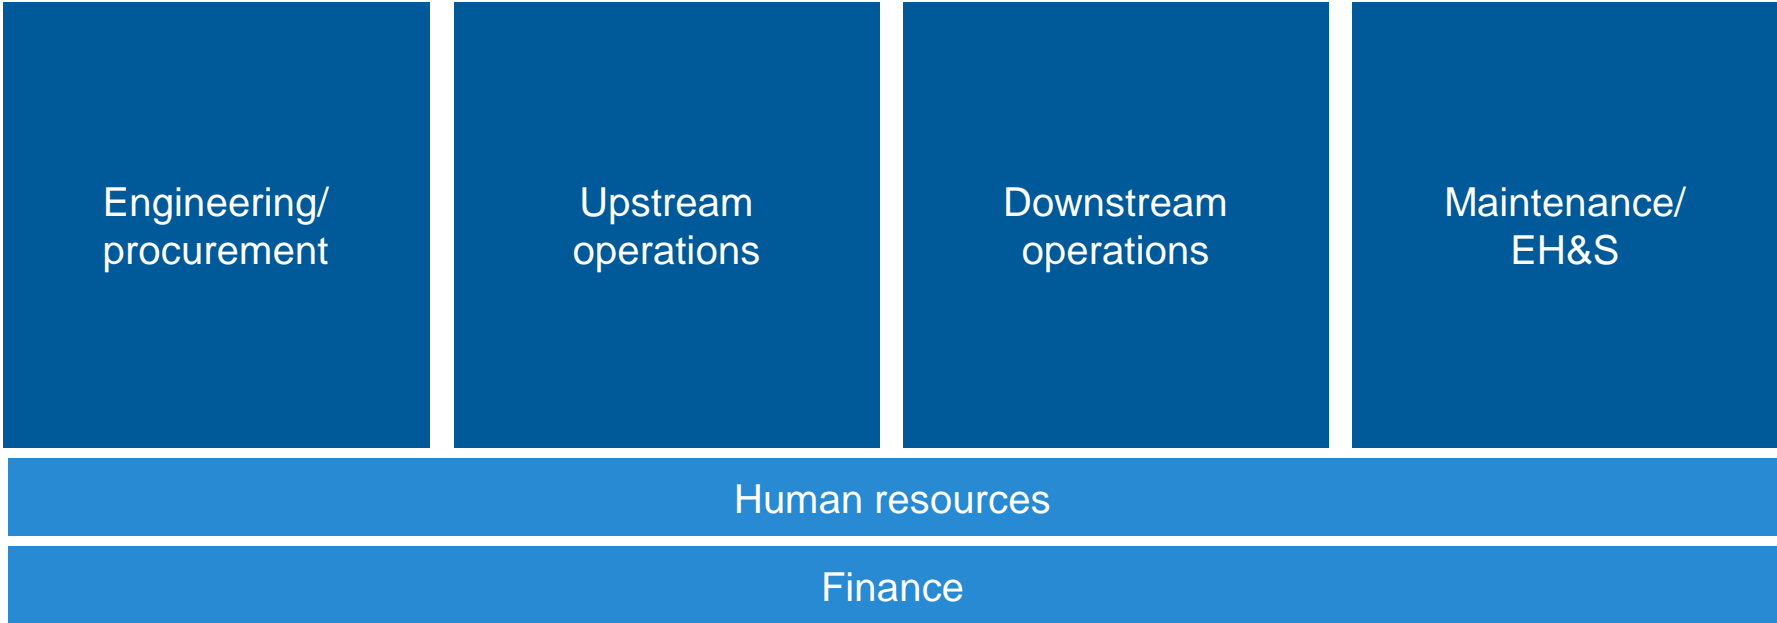 Engineering/
procurement
Upstream
operations
Downstream
operations
Maintenance/
EH&S
Human resources
Finance